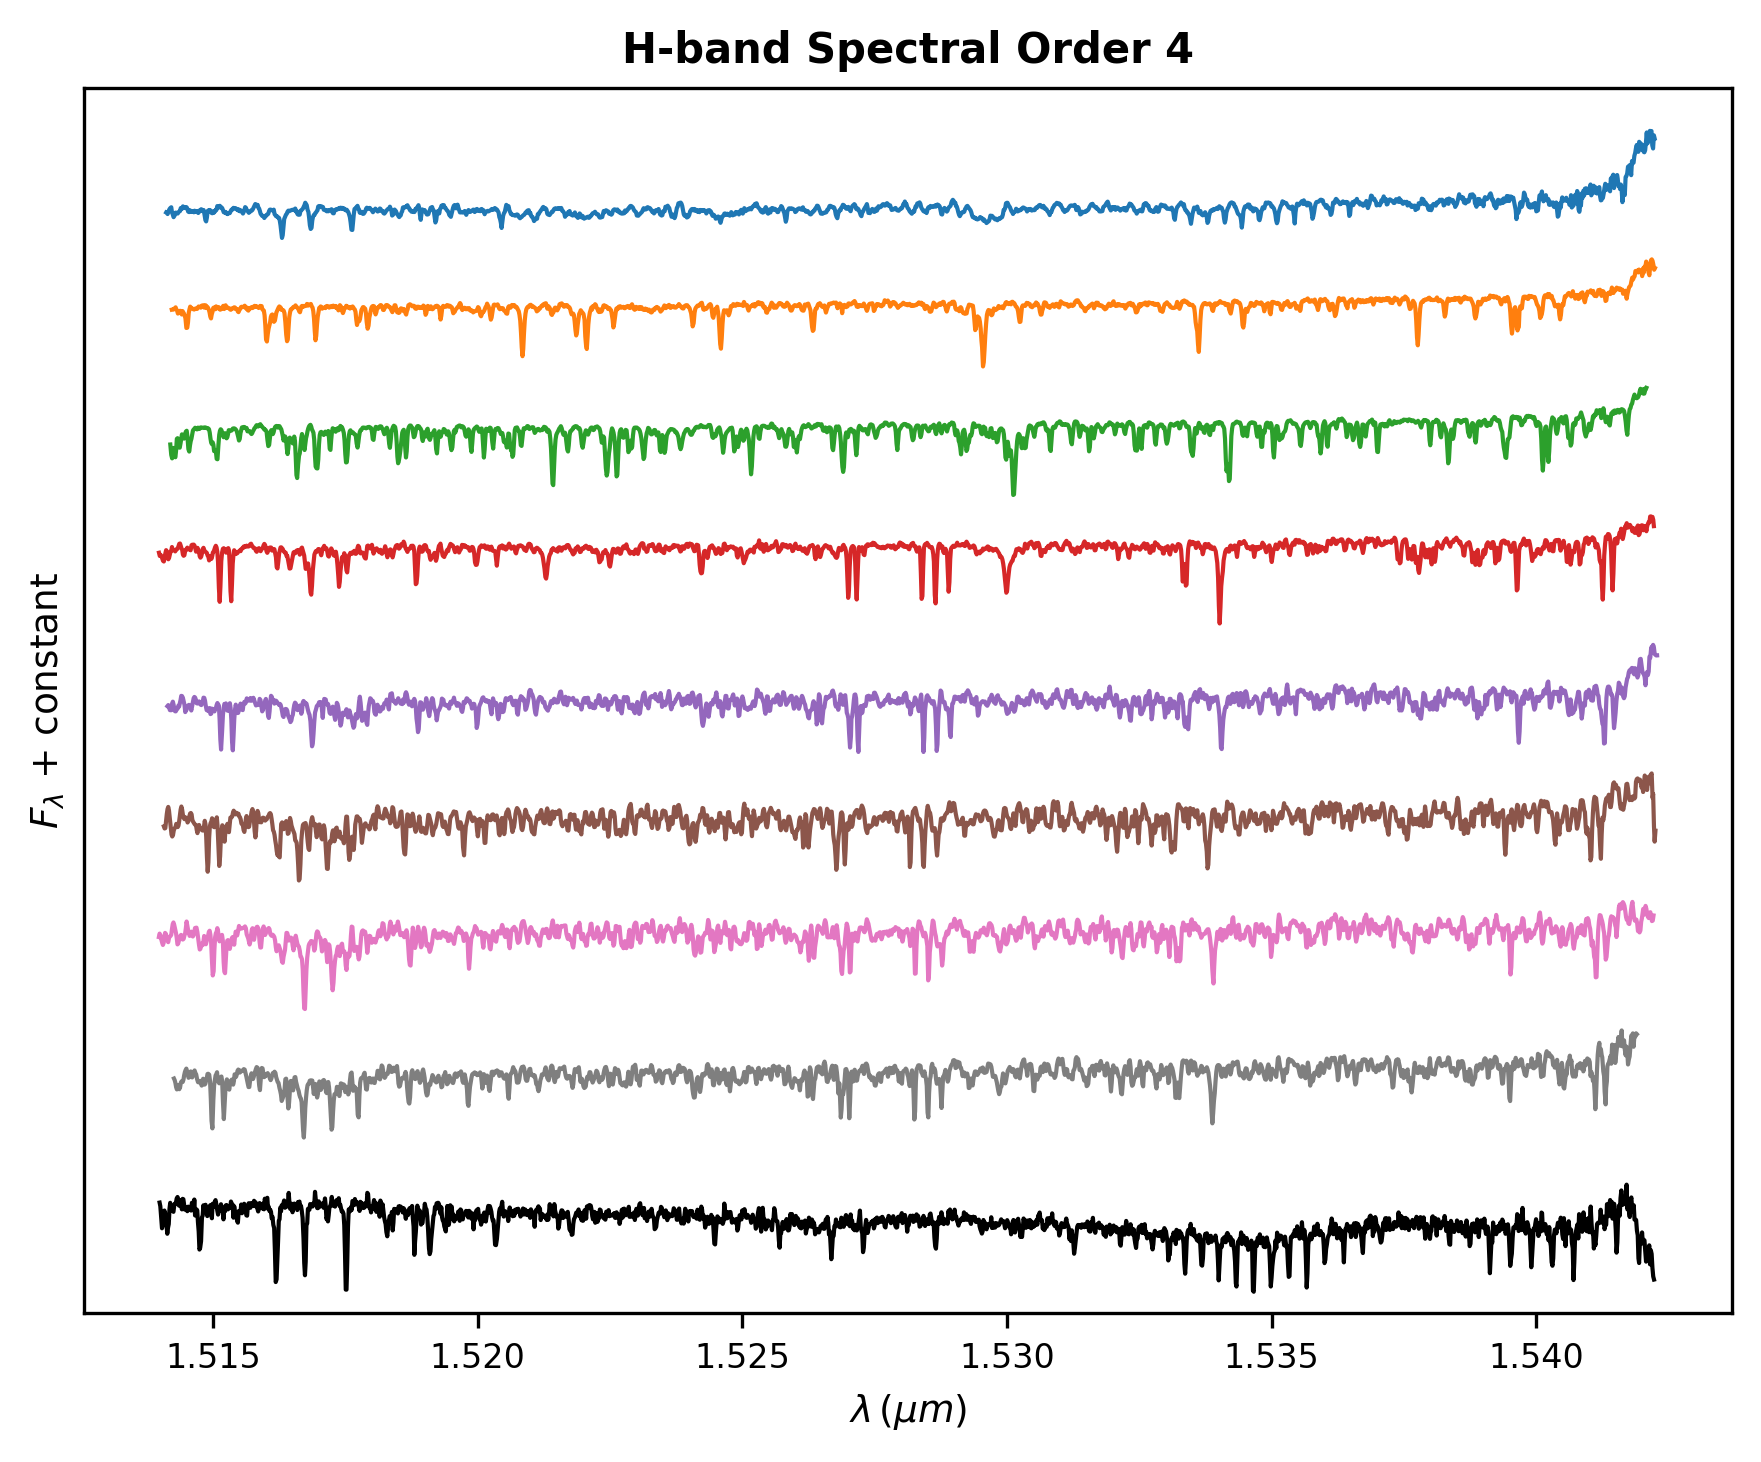 H-band Spectral Order 4
F_λ + constant
1.515 1.520 1.525 1.530 1.535 1.540
λ (μm)